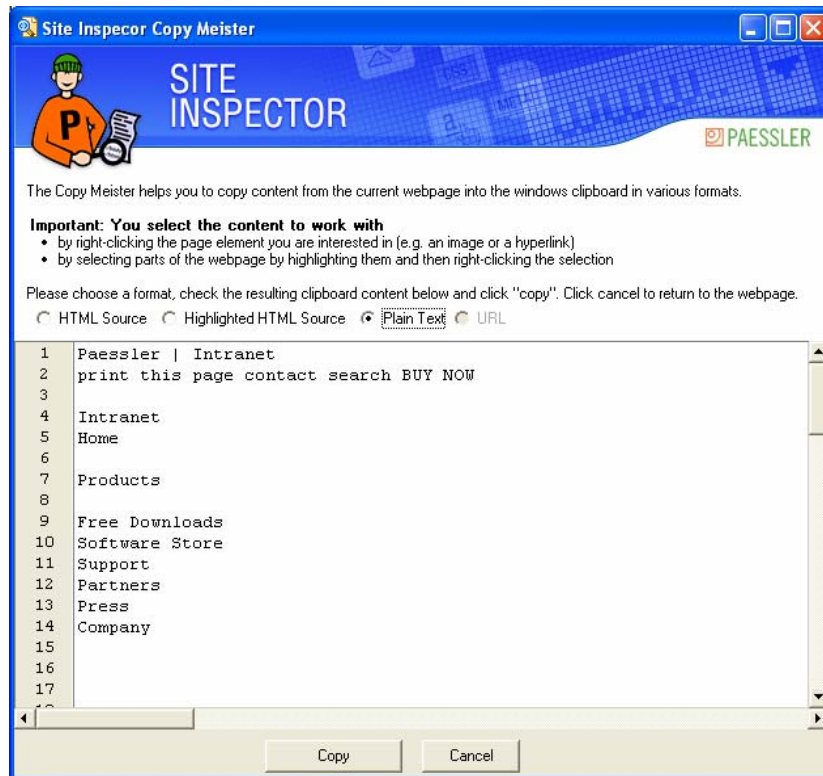 Site Inspecor Copy Meister
SITE
INSPECTOR
P
PAESSLER
The Copy Meister helps you to copy content from the current webpage into the windows clipboard in various formats.
Important: You select the content to work with
• by right-clicking the page element you are interested in (e.g. an image or a hyperlink)
• by selecting parts of the webpage by highlighting them and then right-clicking the selection
Please choose a format, check the resulting clipboard content below and click "copy". Click cancel to return to the webpage.
HTML Source Highlighted HTML Source Plain Text URL
1 Paessler | Intranet
2 print this page contact search BUY NOW
3
4 Intranet
5 Home
6
7 Products
8
9 Free Downloads
10 Software Store
11 Support
12 Partners
13 Press
14 Company
15
16
17
Copy Cancel